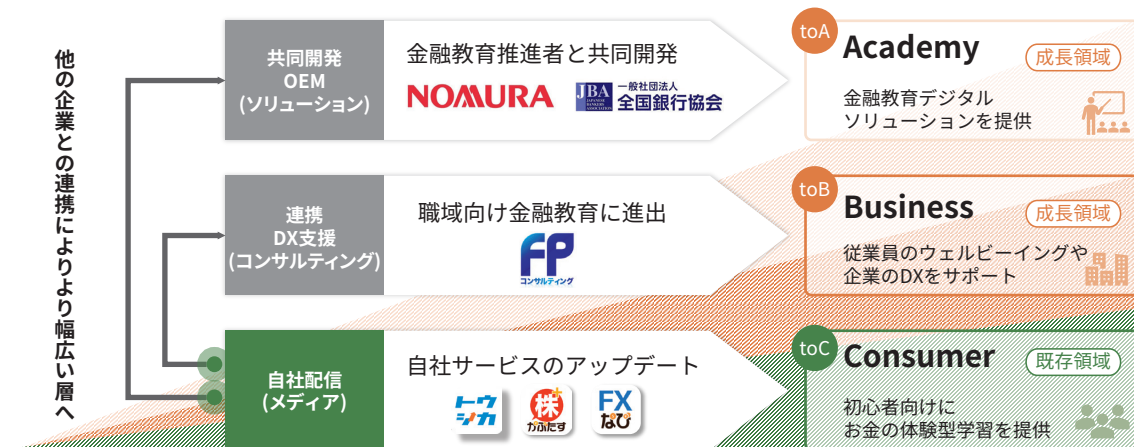 他の企業との連携によりより幅広い層へ
共同開発
OEM
(ソリューション)
金融教育推進者と共同開発
NOMURA
JBA
JAPANESE
BANKERS
ASSOCIATION
一般社団法人
全国銀行協会
toA
Academy
成長領域
金融教育デジタル
ソリューションを提供
連携
DX支援
(コンサルティング)
職域向け金融教育に進出
FP
コンサルティング
toB
Business
成長領域
従業員のウェルビーイングや
企業のDXをサポート
自社配信
(メディア)
自社サービスのアップデート
トウ
シカ
株+
かぶたす
FX
なび
toC
Consumer
既存領域
初心者向けに
お金の体験型学習を提供